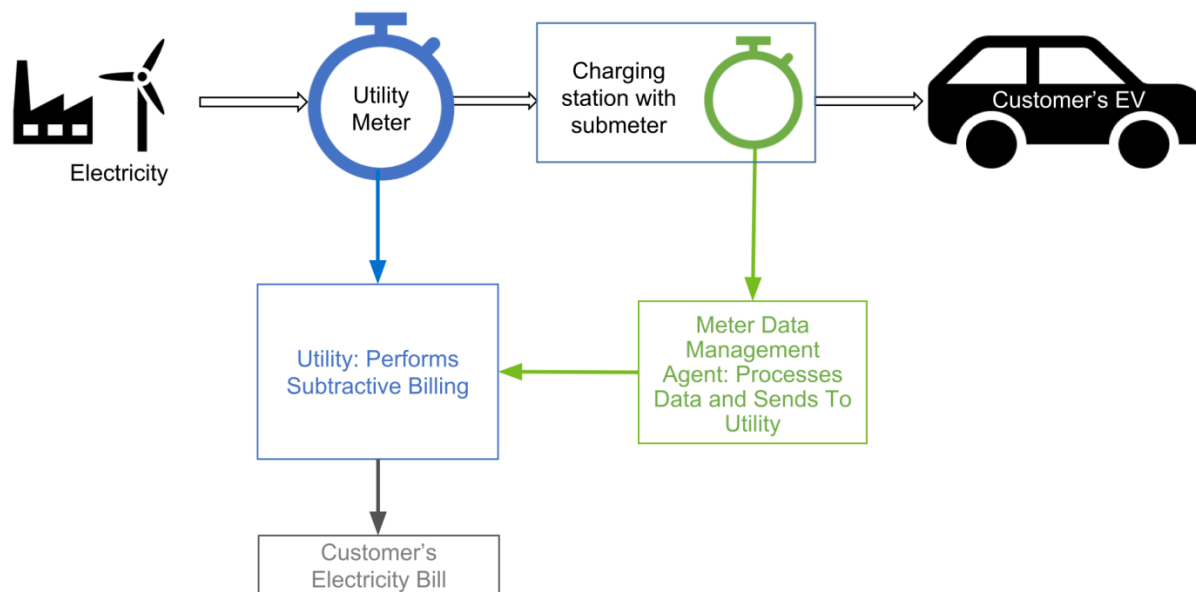 Electricity
Utility
Meter
Charging
station with
submeter
Customer’s EV
Utility: Performs
Subtractive Billing
Meter Data
Management
Agent: Processes
Data and Sends To
Utility
Customer’s
Electricity Bill